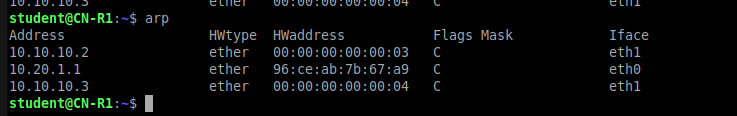 10.10.10.3 ether 00:00:00:00:00:04 C eth1
student@CN-R1:~$ arp
Address HWtype HWaddress Flags Mask Iface
10.10.10.2 ether 00:00:00:00:00:03 C eth1
10.20.1.1 ether 96:ce:ab:7b:67:a9 C eth0
10.10.10.3 ether 00:00:00:00:00:04 C eth1
student@CN-R1:~$